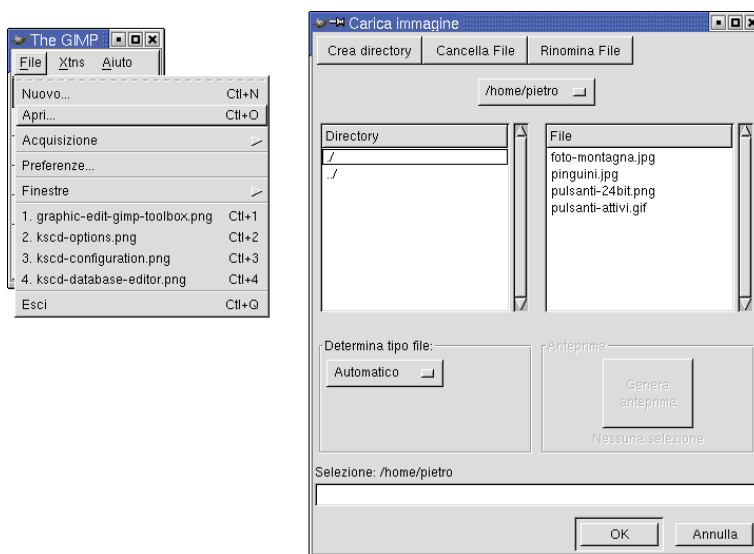 The GIMP
File Xtns Aiuto
Nuovo... Ctl+N
Apri... Ctl+O
Acquisizione
Preferenze...
Finestre
1. graphic-edit-gimp-toolbox.png Ctl+1
2. kscd-options.png Ctl+2
3. kscd-configuration.png Ctl+3
4. kscd-database-editor.png Ctl+4
Esci Ctl+Q
Carica immagine
Crea directory Cancella File Rinomina File
/home/pietro
Directory
./
../
File
foto-montagna.jpg
pinguini.jpg
pulsanti-24bit.png
pulsanti-attivi.gif
Determina tipo file:
Automatico
Anteprima
Genera
anteprima
Nessuna selezione
Selezione: /home/pietro
OK Annulla